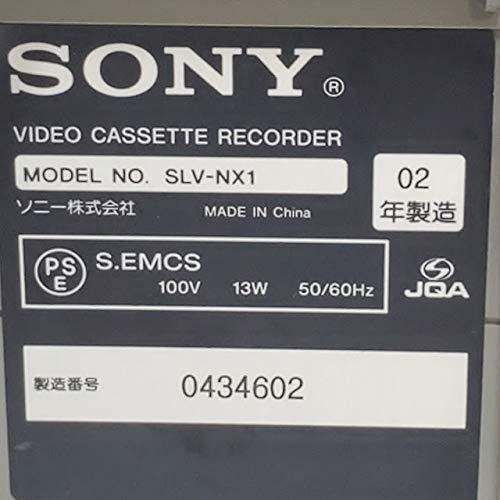 SONY®
VIDEO CASSETTE RECORDER
MODEL NO. SLV-NX1
02
年製造
ソニー株式会社 MADE IN China
PSE S.EMCS
100V 13W 50/60Hz
JQA
製造番号 0434602